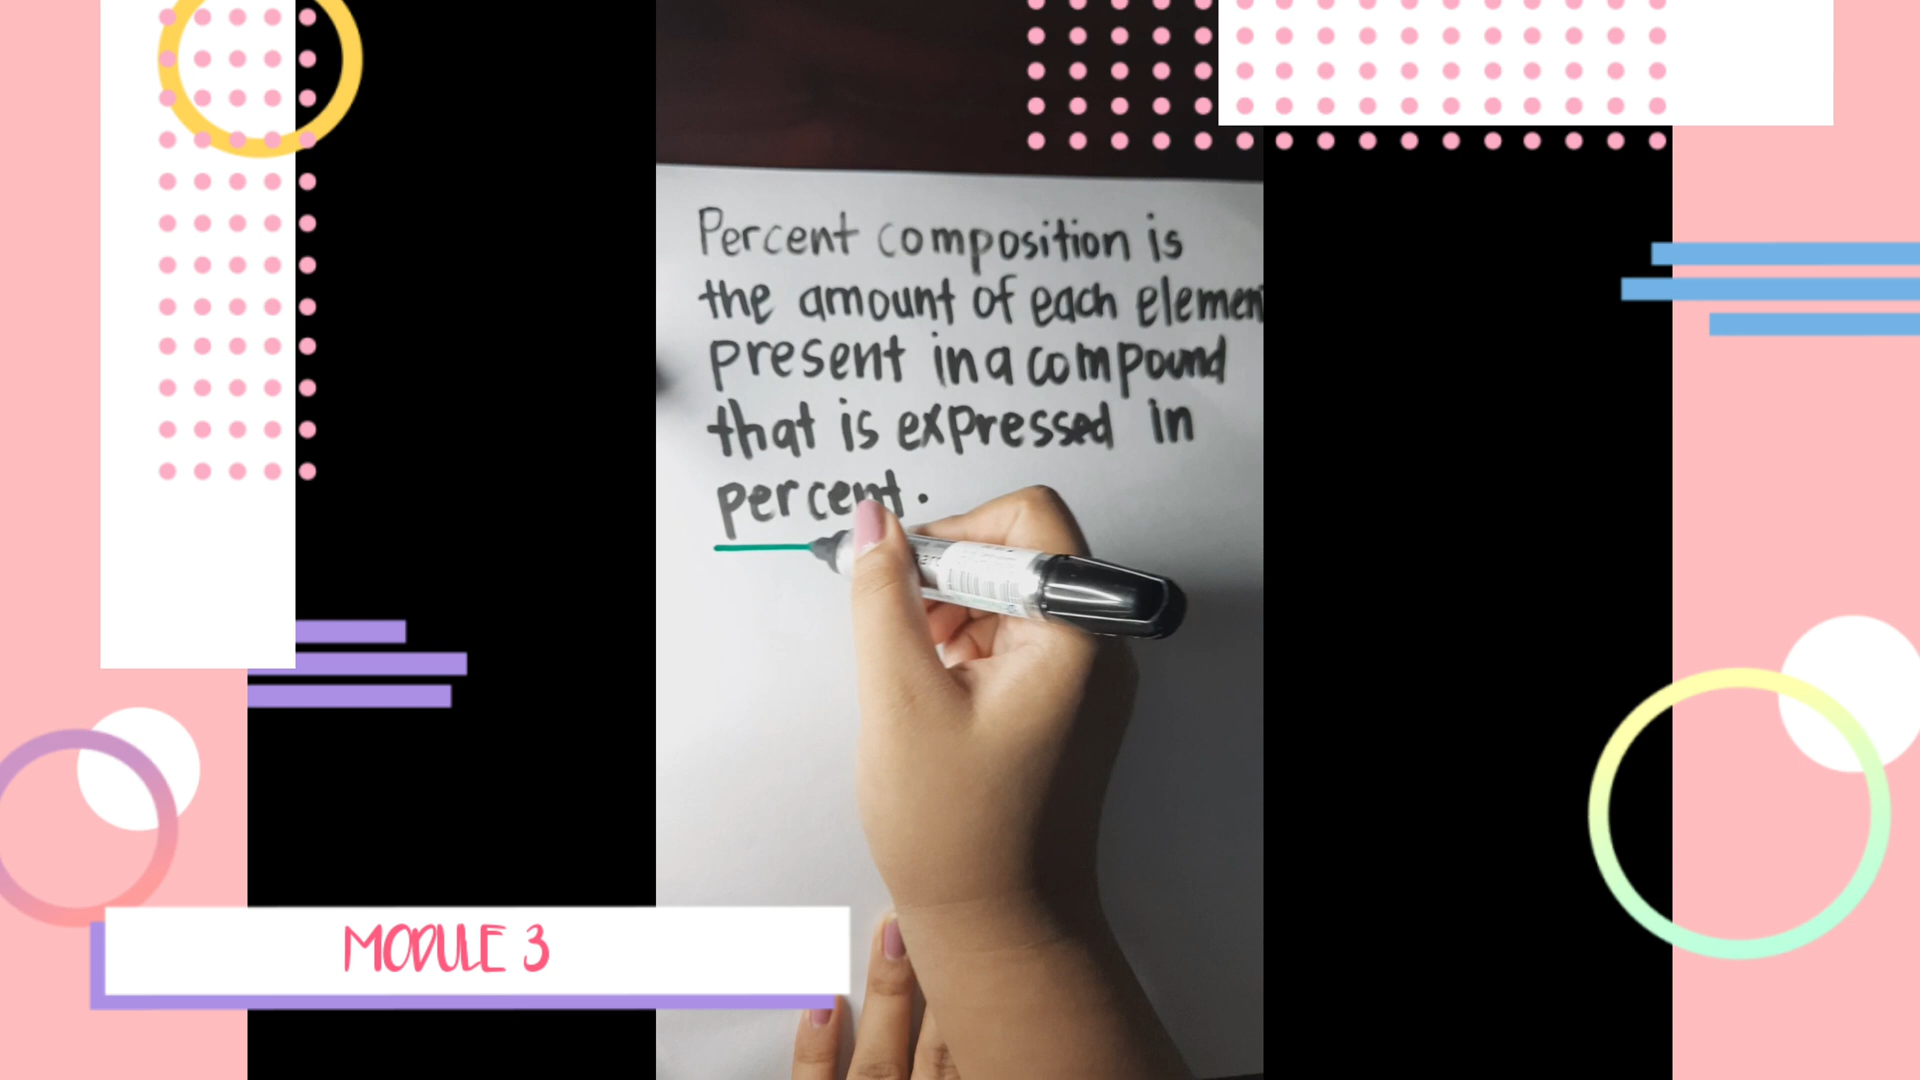 Percent composition is
the amount of each elemen
present in a compound
that is expressed in
percent.
MODULE 3